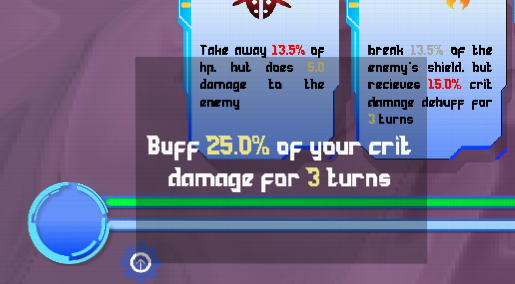 Take away 13.5% of
hp. but does 5.0
damage to the
enemy
break 13.5% of the
enemy's shield. but
recieves 15.0% crit
damage debuff for
3 turns
Buff 25.0% of your crit
damage for 3 turns